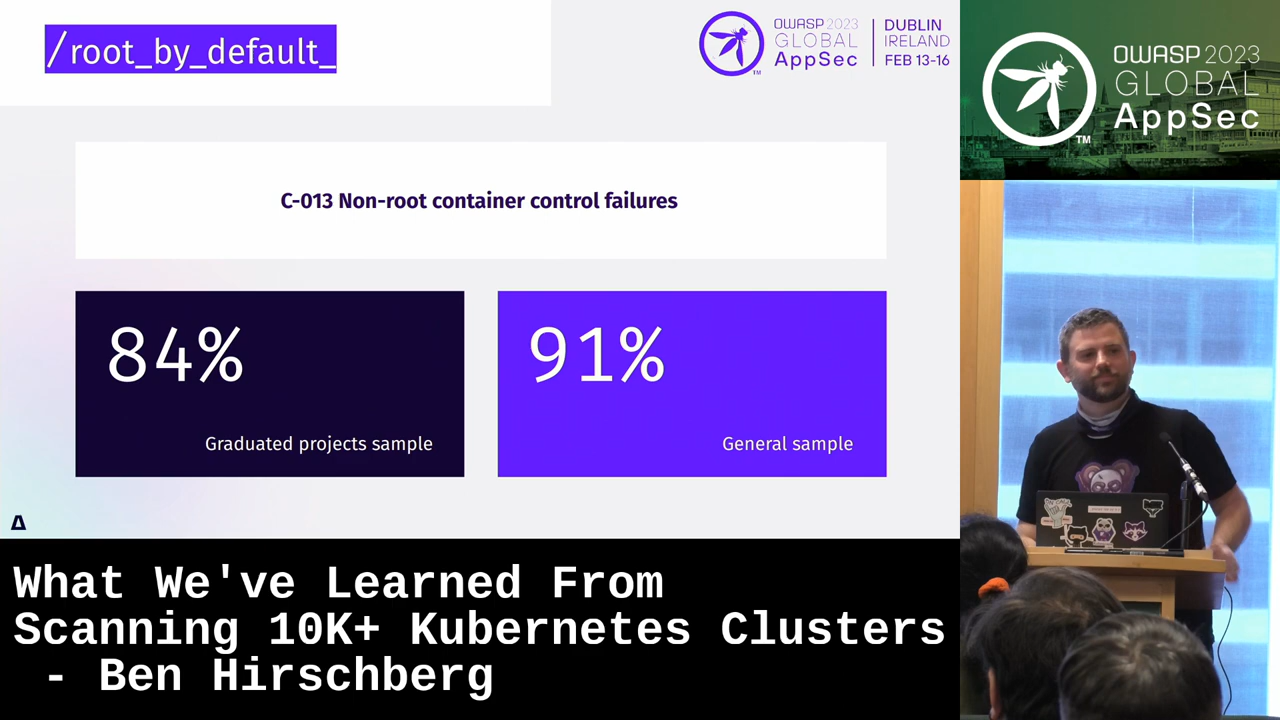 /root_by_default_
OWASP 2023
GLOBAL
AppSec
TM
DUBLIN
IRELAND
FEB 13-16
C-013 Non-root container control failures
84%
Graduated projects sample
91%
General sample
What We've Learned From
Scanning 10K+ Kubernetes Clusters
- Ben Hirschberg
OWASP 2023
GLOBAL
AppSec
TM